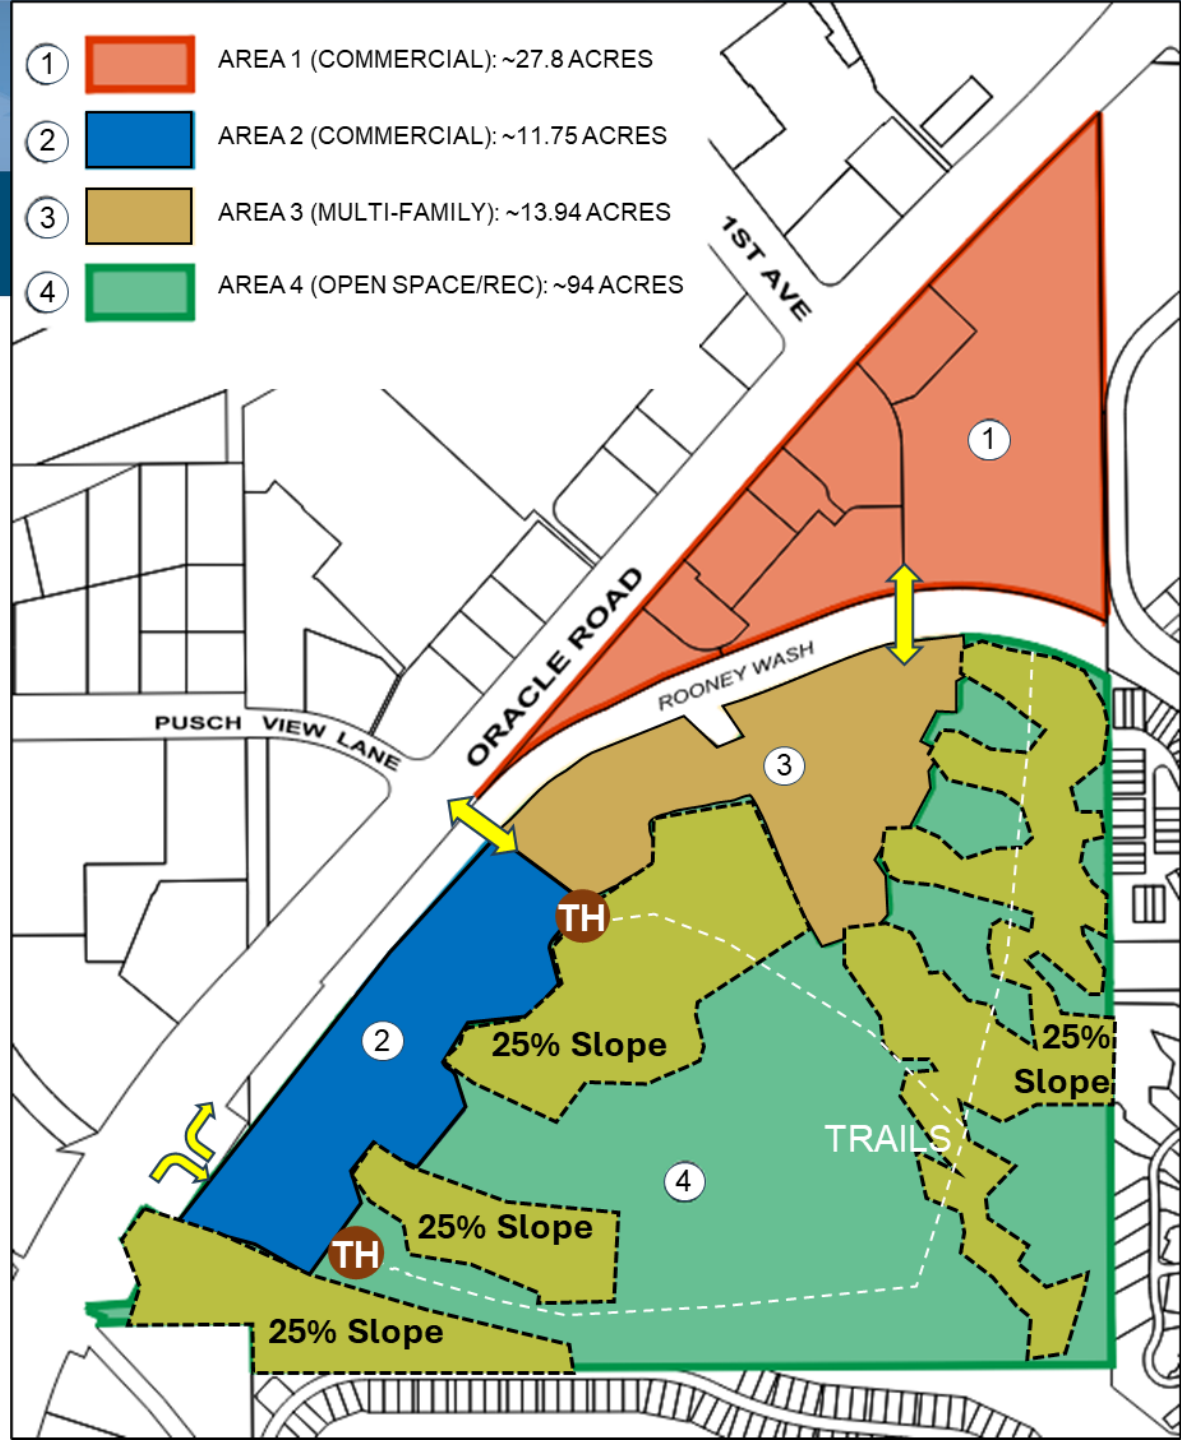 1 AREA 1 (COMMERCIAL): ~27.8 ACRES
2 AREA 2 (COMMERCIAL): ~11.75 ACRES
3 AREA 3 (MULTI-FAMILY): ~13.94 ACRES
4 AREA 4 (OPEN SPACE/REC): ~94 ACRES
1ST AVE
1
ORACLE ROAD
ROONEY WASH
PUSCH VIEW LANE
3
TH
2
25% Slope
25%
Slope
TRAILS
4
25% Slope
TH
25% Slope